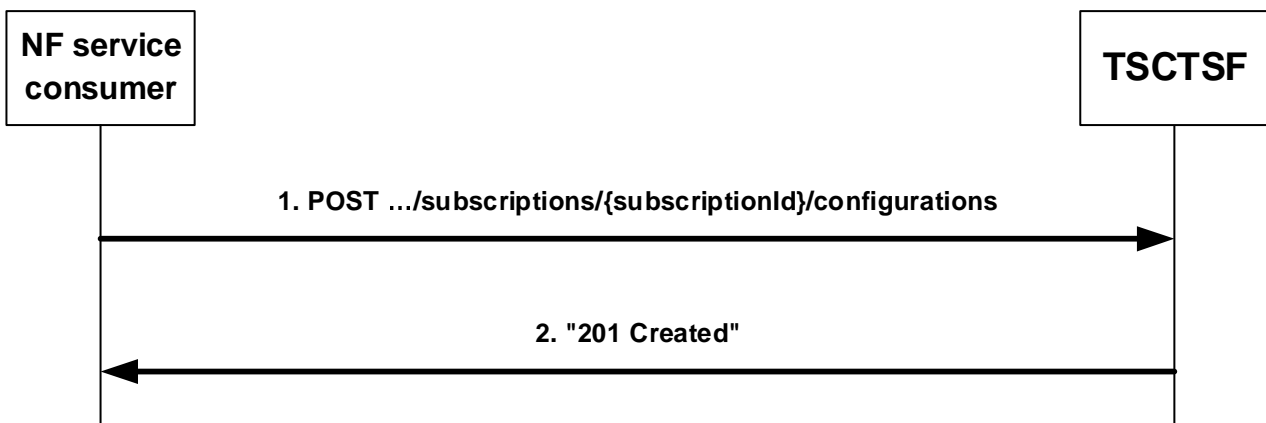 NF service
consumer
TSCTSF
1. POST …/subscriptions/{subscriptionId}/configurations
2. "201 Created"